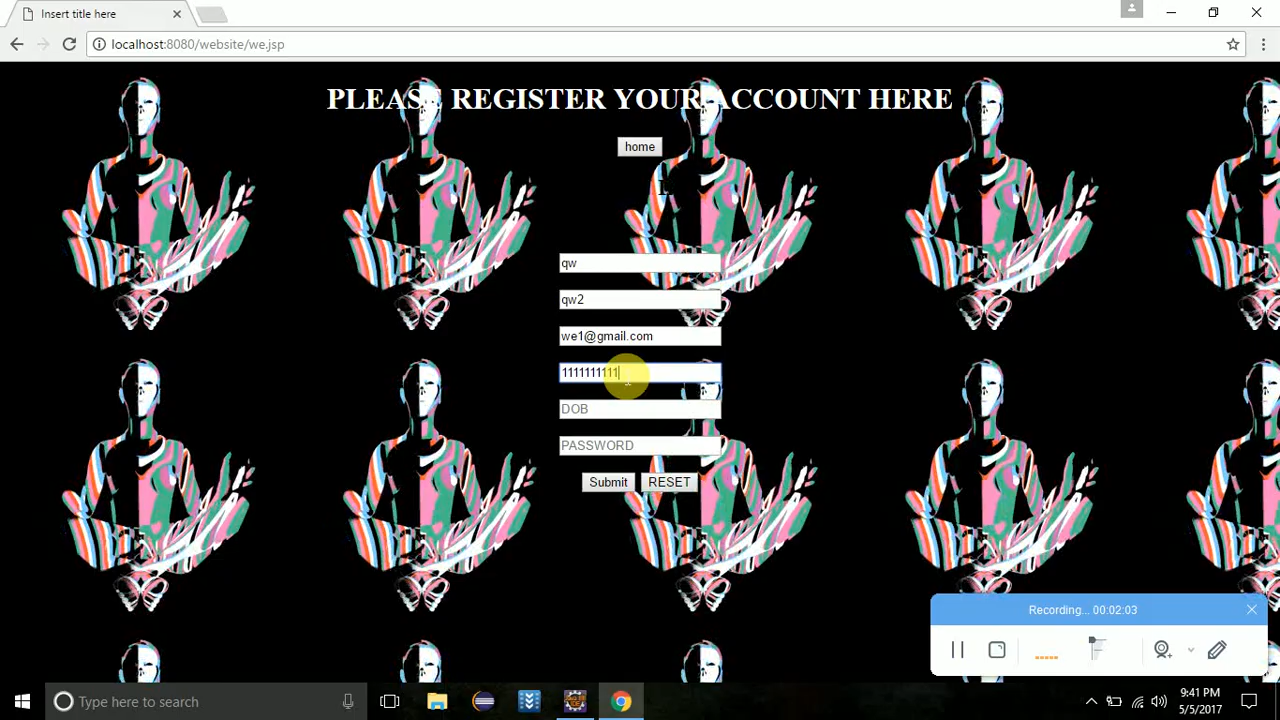 Insert title here
localhost:8080/website/we.jsp
PLEASE REGISTER YOUR ACCOUNT HERE
home
qw
qw2
we1@gmail.com
1111111111
DOB
PASSWORD
Submit RESET
Recording... 00:02:03
Type here to search
9:41 PM
5/5/2017